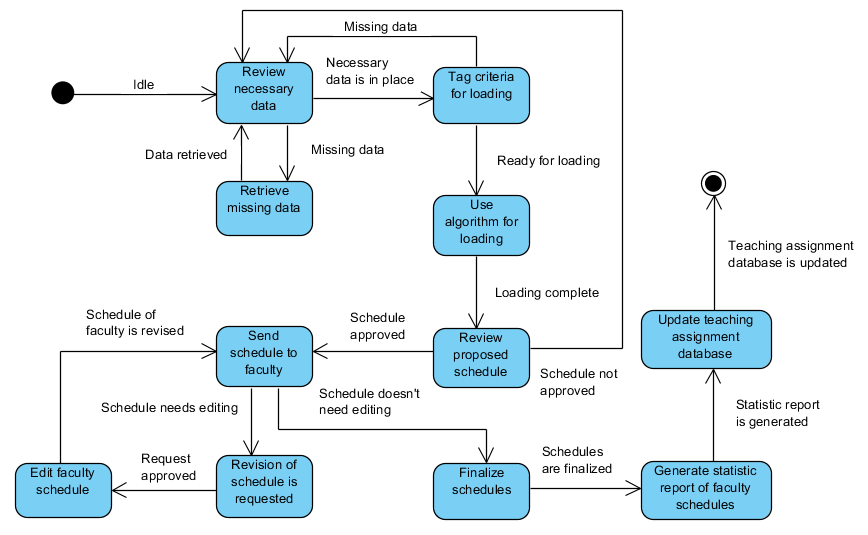 Missing data
Review
necessary
data
Necessary
data is in place
Tag criteria
for loading
Idle
Data retrieved
Missing data
Ready for loading
Retrieve
missing data
Use
algorithm for
loading
Teaching assignment
database is updated
Loading complete
Schedule of
faculty is revised
Schedule
approved
Send
schedule to
faculty
Review
proposed
schedule
Update teaching
assignment
database
Schedule not
approved
Schedule needs editing
Schedule doesn't
need editing
Statistic report
is generated
Request
approved
Schedules
are finalized
Edit faculty
schedule
Revision of
schedule is
requested
Finalize
schedules
Generate statistic
report of faculty
schedules